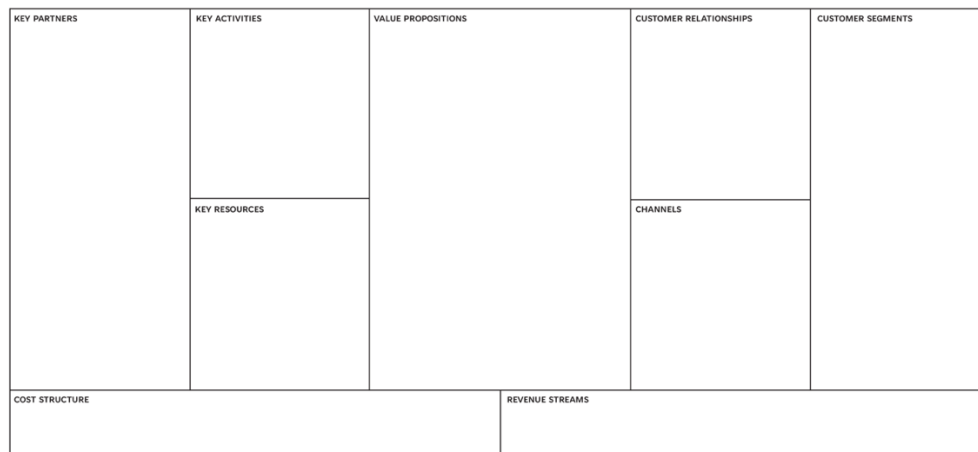 KEY PARTNERS
KEY ACTIVITIES
VALUE PROPOSITIONS
CUSTOMER RELATIONSHIPS
CUSTOMER SEGMENTS
KEY RESOURCES
CHANNELS
COST STRUCTURE
REVENUE STREAMS